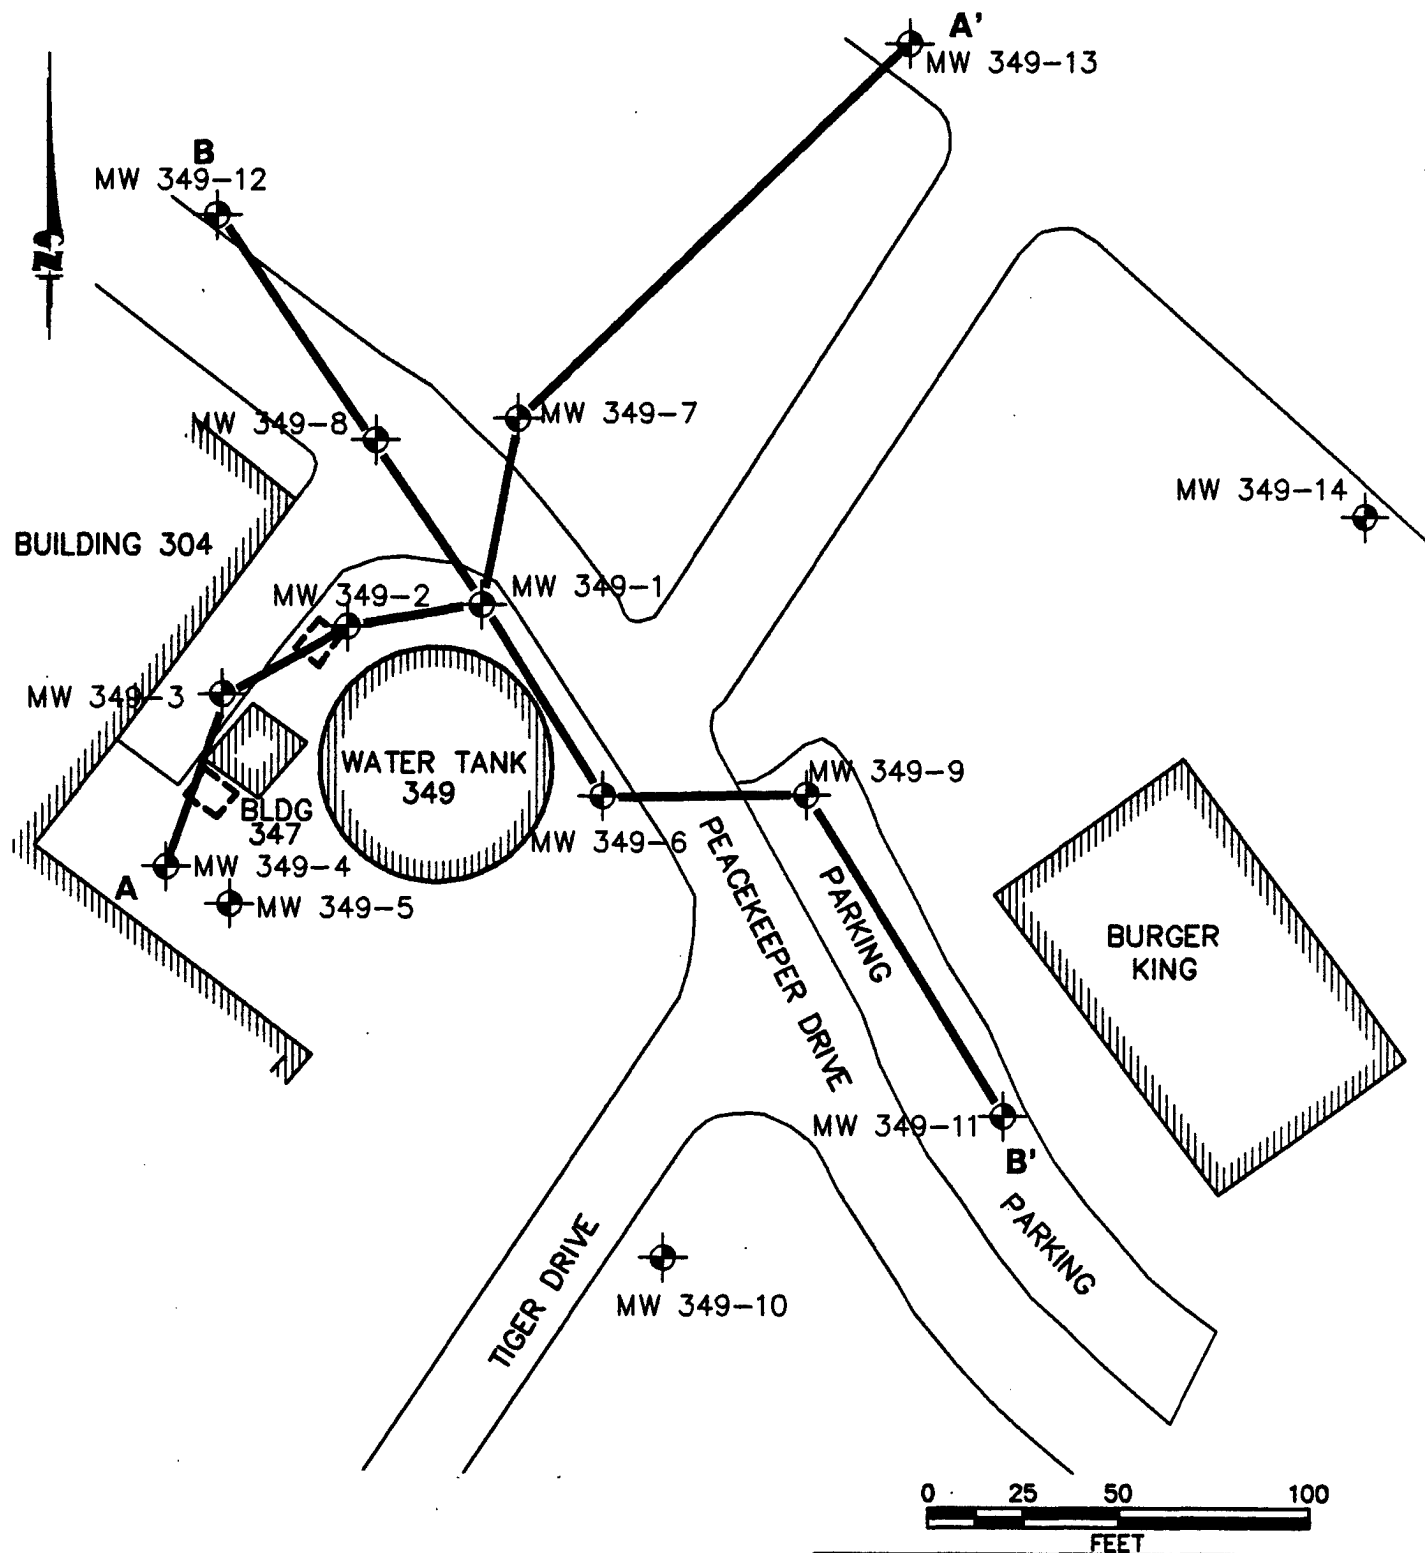 A'
MW 349-13
B
MW 349-12
N
MW 349-7
MW 349-8
MW 349-14
BUILDING 304
MW 349-1
MW 349-2
MW 349-3
WATER TANK
349
MW 349-9
BLDG
347
MW 349-6
PEACEKEEPER DRIVE
PARKING
MW 349-4
A
MW 349-5
BURGER
KING
MW 349-11
B'
PARKING
TIGER DRIVE
MW 349-10
0 25 50 100
FEET